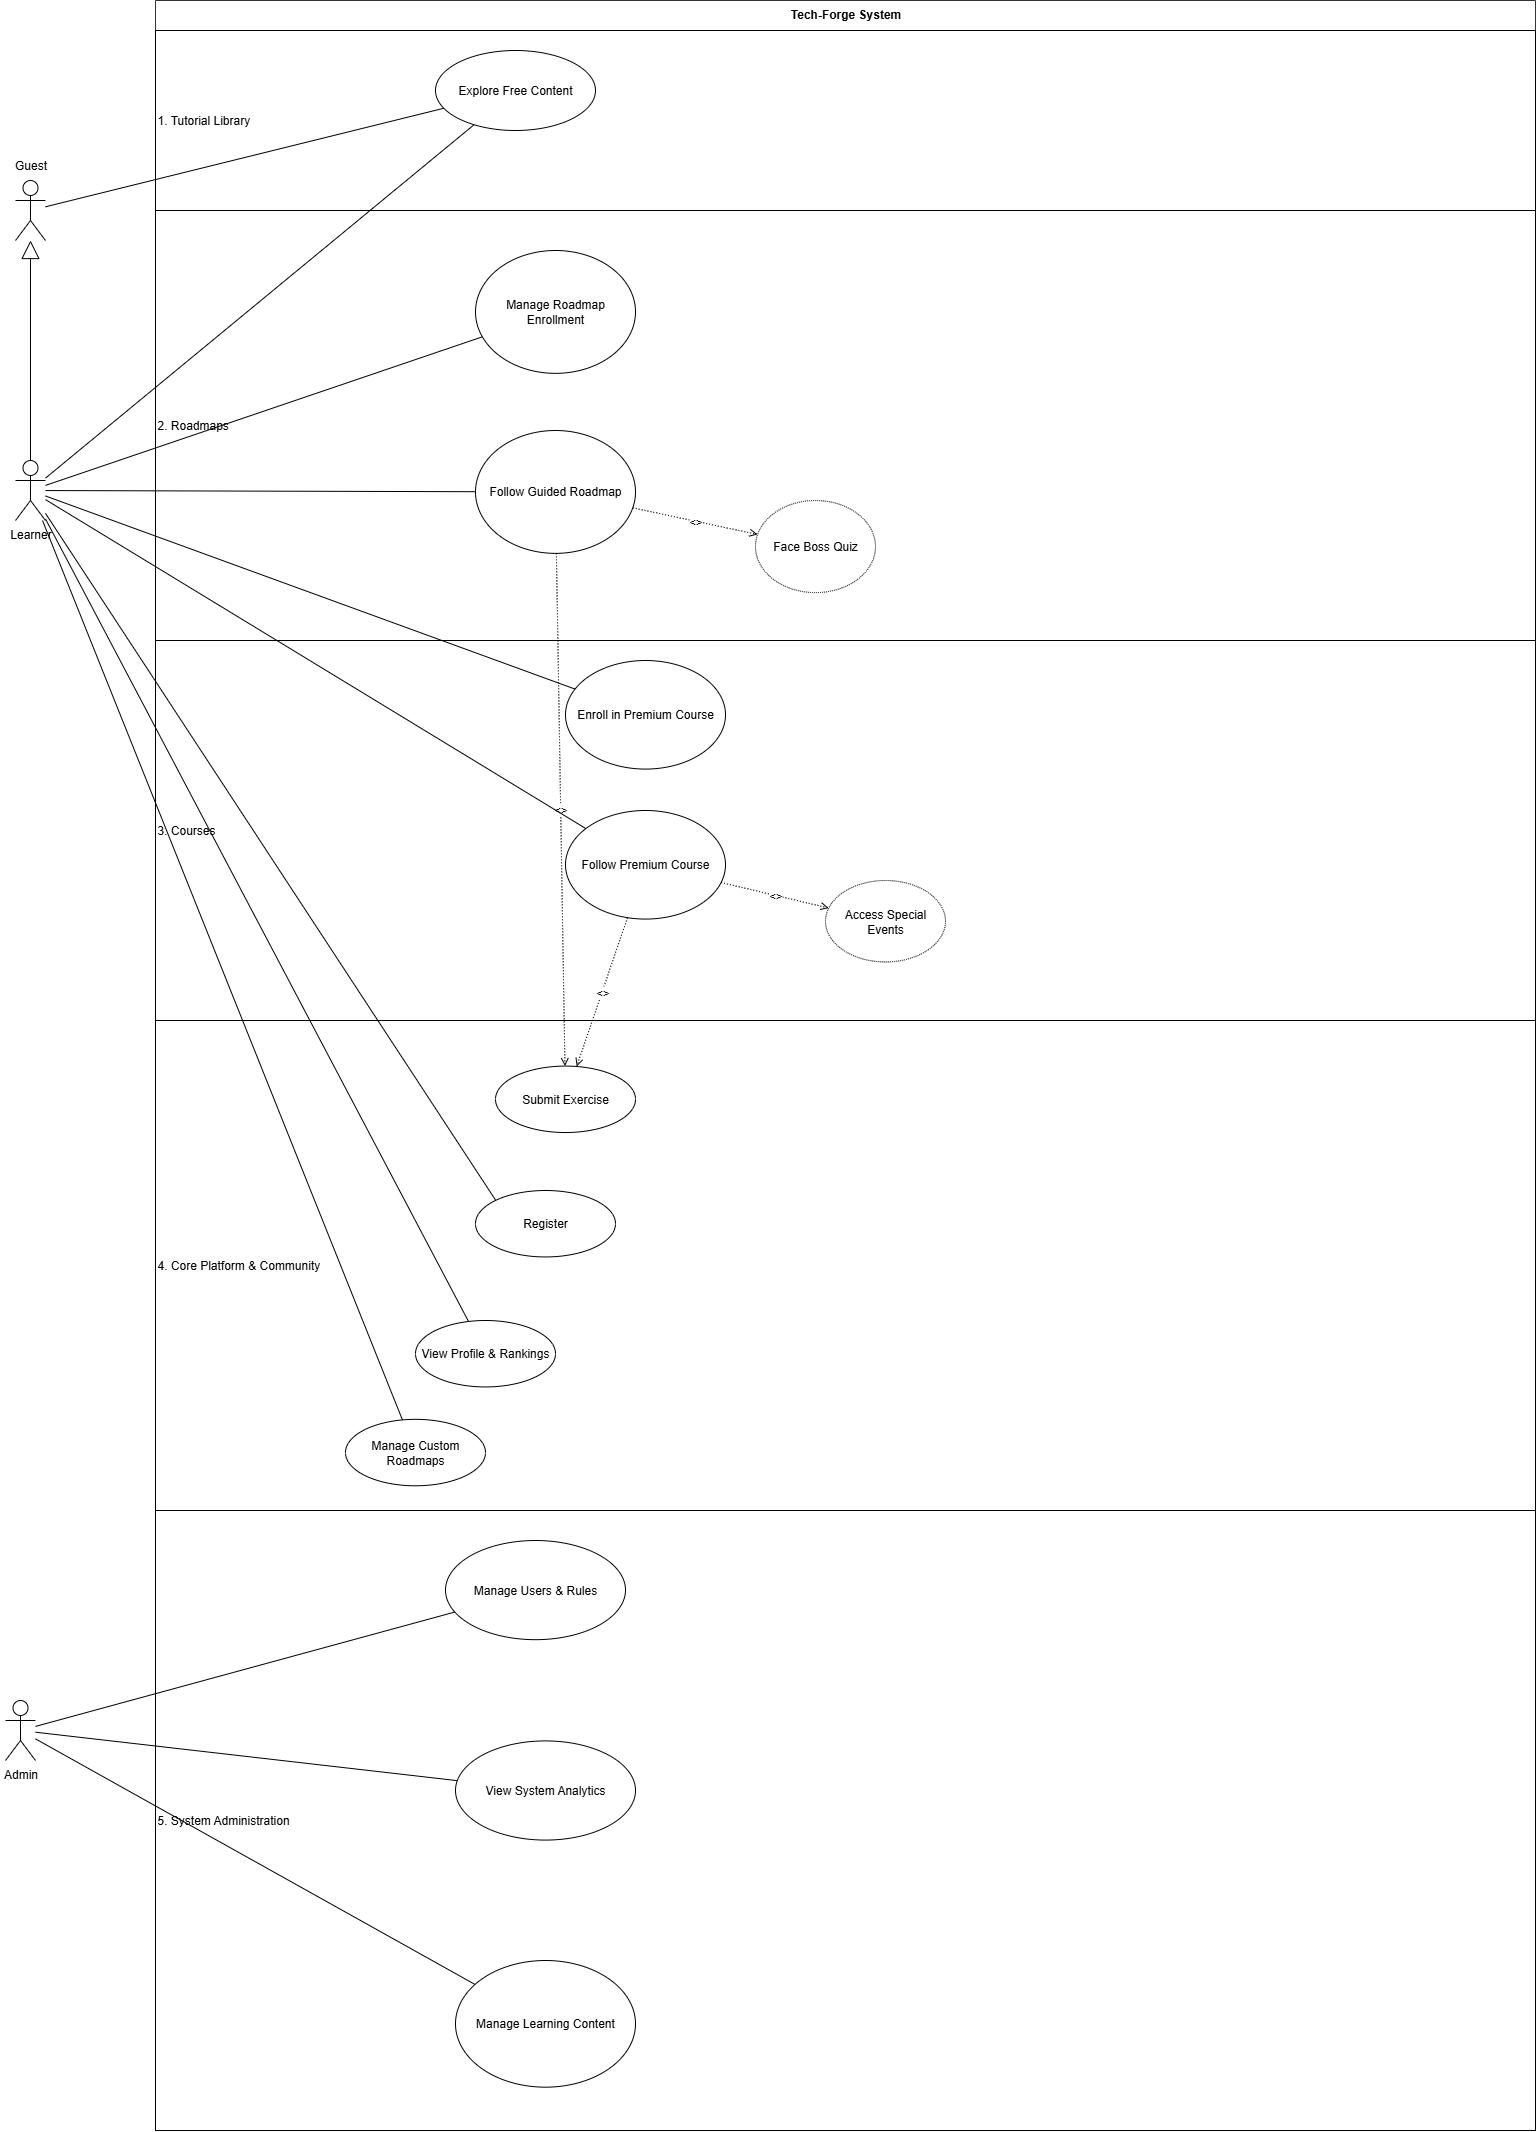 Tech-Forge System
Explore Free Content
1. Tutorial Library
Guest
Manage Roadmap
Enrollment
2. Roadmaps
Follow Guided Roadmap
<>
Learner
Face Boss Quiz
Enroll in Premium Course
<>
3. Courses
Follow Premium Course
<>
Access Special
Events
<>
Submit Exercise
Register
4. Core Platform & Community
View Profile & Rankings
Manage Custom
Roadmaps
Manage Users & Rules
Admin
View System Analytics
5. System Administration
Manage Learning Content